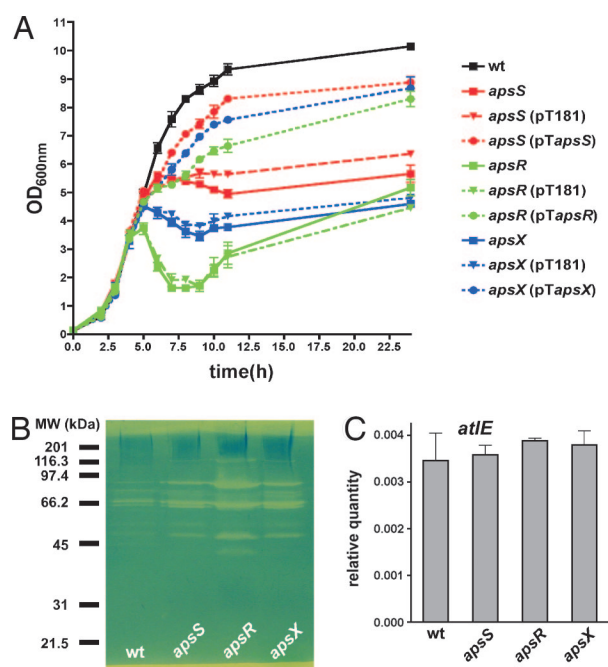 A
OD600nm
11
10
9
8
7
6
5
4
3
2
1
0
0.0 2.5 5.0 7.5 10.0 12.5 15.0 17.5 20.0 22.5
time(h)
wt
apsS
apsS (pT181)
apsS (pTapsS)
apsR
apsR (pT181)
apsR (pTapsR)
apsX
apsX (pT181)
apsX (pTapsX)
B
MW (kDa)
201
116.3
97.4
66.2
45
31
21.5
wt apsS apsR apsX
C
atlE
relative quantity
0.004
0.003
0.002
0.001
0.000
wt apsS apsR apsX